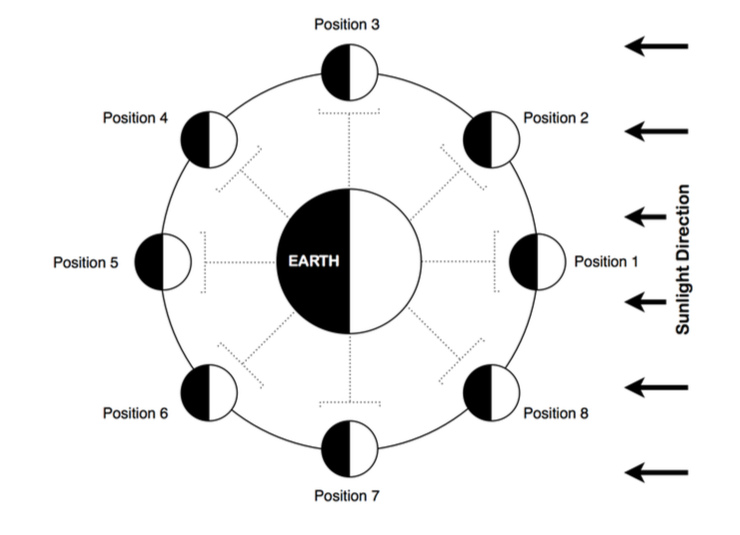 Position 3
Position 4
Position 2
Position 5
EARTH
Position 1
Sunlight Direction
Position 6
Position 8
Position 7